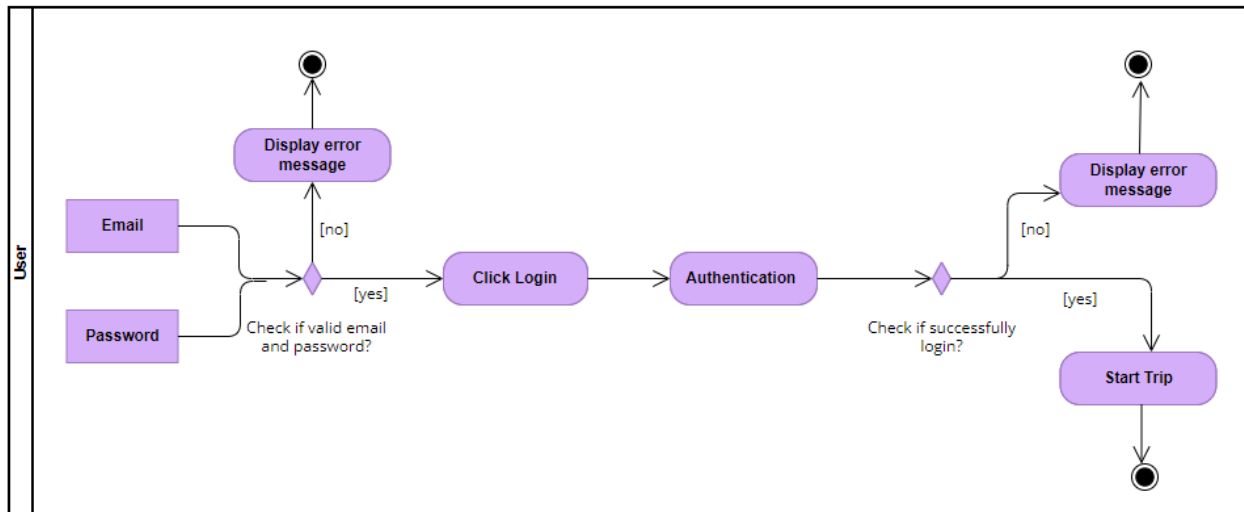 User
Email
Password
Display error
message
[no]
[yes]
Check if valid email
and password?
Click Login
Authentication
Check if successfully
login?
[no]
Display error
message
[yes]
Start Trip